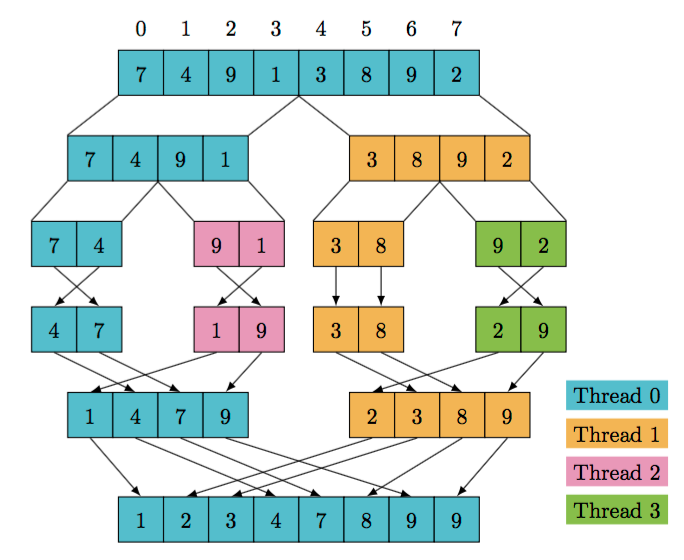 0 1 2 3 4 5 6 7
7 4 9 1 3 8 9 2
7 4 9 1 3 8 9 2
7 4 9 1 3 8 9 2
4 7 1 9 3 8 2 9
1 4 7 9 2 3 8 9
1 2 3 4 7 8 9 9
Thread 0
Thread 1
Thread 2
Thread 3